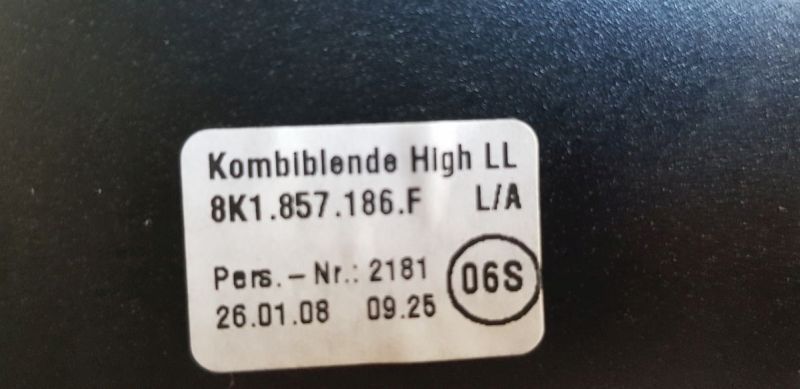 Kombiblende High LL
8K1.857.186.F L/A
Pers.-Nr.: 2181
06S
26.01.08 09.25